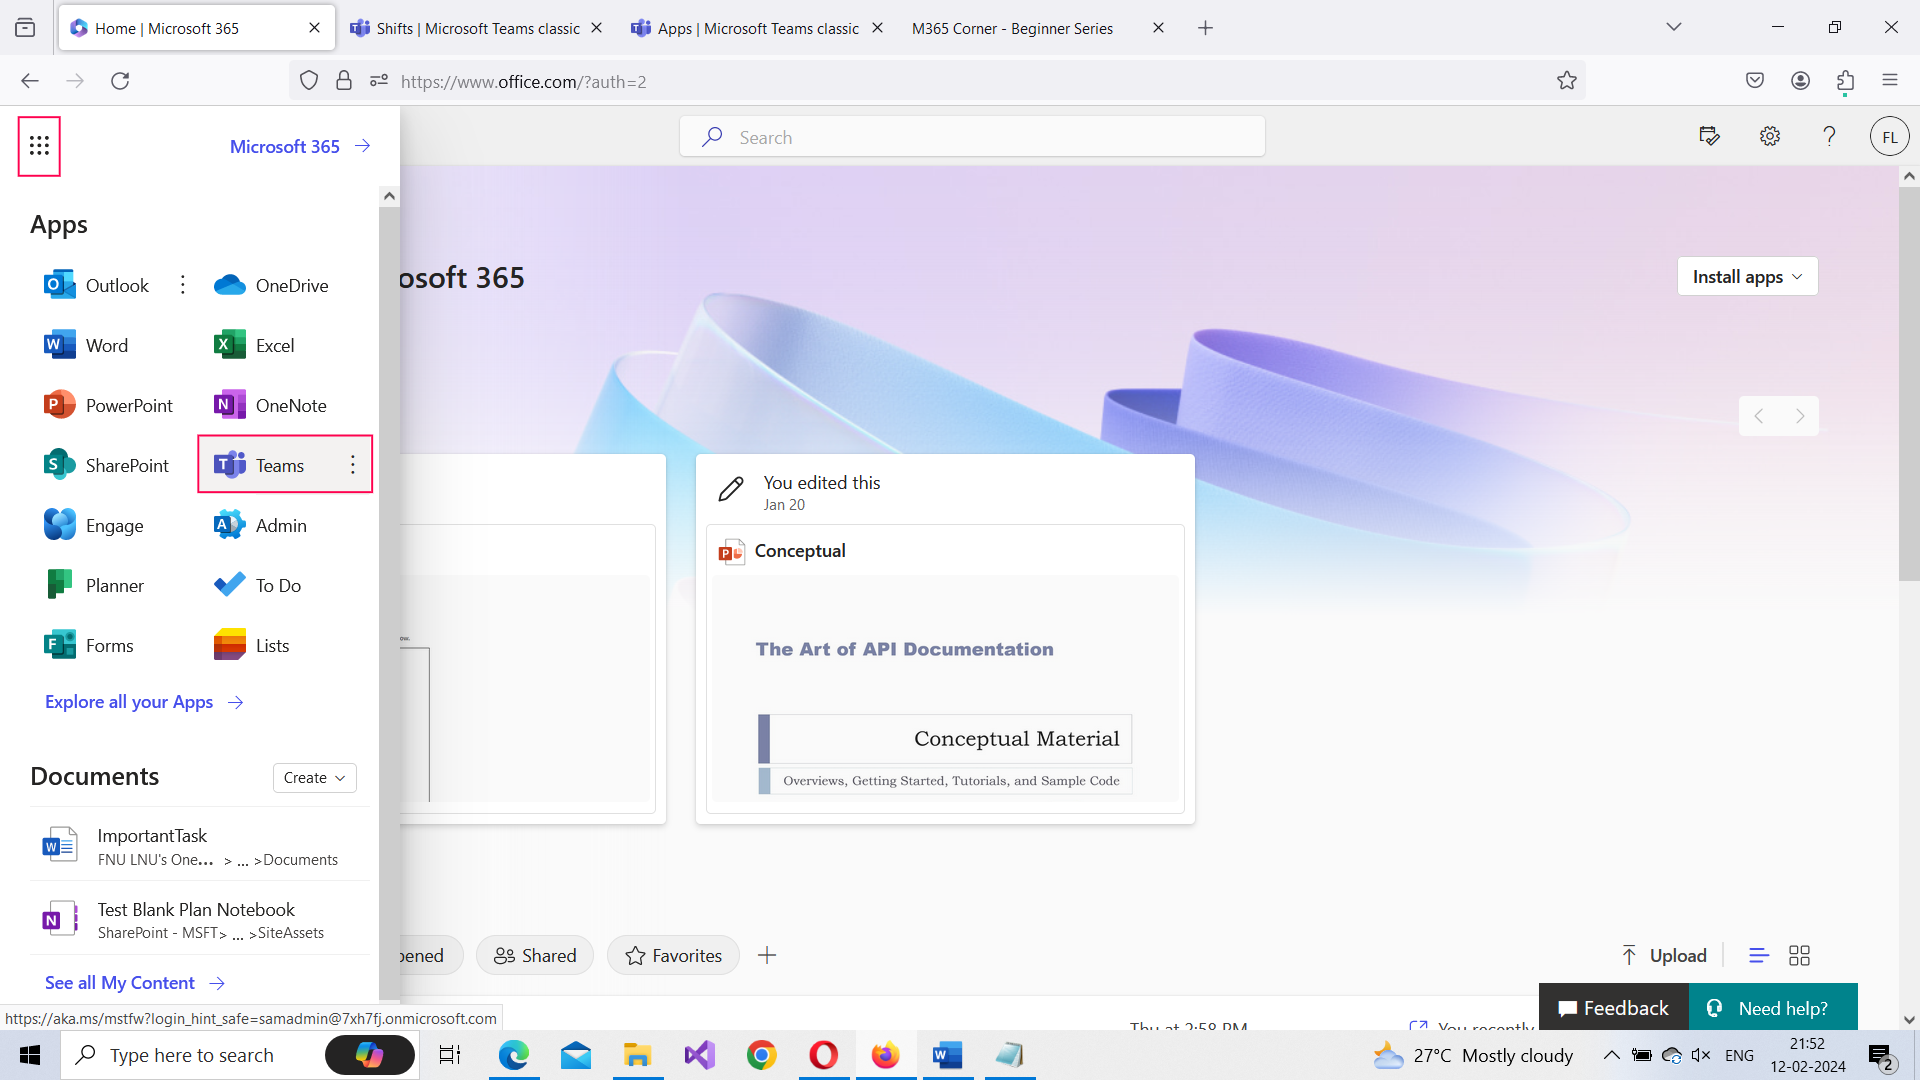 Home | Microsoft 365
Shifts | Microsoft Teams classic
Apps | Microsoft Teams classic
M365 Corner - Beginner Series
https://www.office.com/?auth=2
Microsoft 365
Search
FL
Apps
Outlook
OneDrive
Word
Excel
PowerPoint
OneNote
SharePoint
Teams
Engage
Admin
Planner
To Do
Forms
Lists
Explore all your Apps
Documents
Create
ImportantTask
FNU LNU's One... > ... >Documents
Test Blank Plan Notebook
SharePoint - MSFT> ... >SiteAssets
See all My Content
osoft 365
Install apps
You edited this
Jan 20
Conceptual
The Art of API Documentation
Conceptual Material
Overviews, Getting Started, Tutorials, and Sample Code
ow.
pened
Shared
Favorites
Upload
Thu at 2:58 PM
You recently
Feedback
Need help?
https://aka.ms/mstfw?login_hint_safe=samadmin@7xh7fj.onmicrosoft.com
Type here to search
27°C Mostly cloudy
ENG
21:52
12-02-2024
2